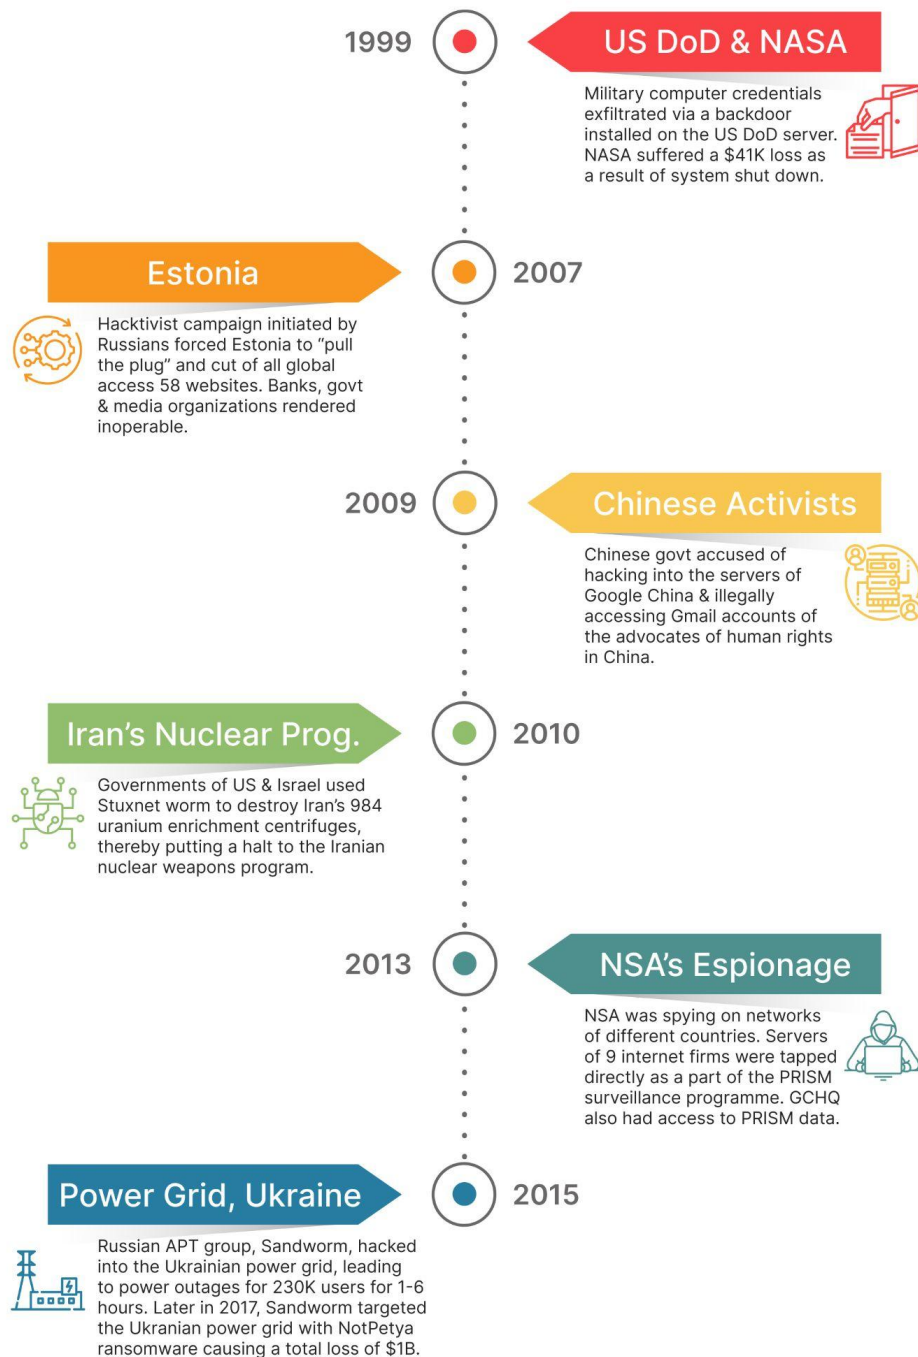 1999
US DoD & NASA
Military computer credentials
exfiltrated via a backdoor
installed on the US DoD server.
NASA suffered a $41K loss as
a result of system shut down.
Estonia
2007
Hacktivist campaign initiated by
Russians forced Estonia to “pull
the plug” and cut of all global
access 58 websites. Banks, govt
& media organizations rendered
inoperable.
2009
Chinese Activists
Chinese govt accused of
hacking into the servers of
Google China & illegally
accessing Gmail accounts of
the advocates of human rights
in China.
Iran’s Nuclear Prog.
2010
Governments of US & Israel used
Stuxnet worm to destroy Iran’s 984
uranium enrichment centrifuges,
thereby putting a halt to the Iranian
nuclear weapons program.
2013
NSA’s Espionage
NSA was spying on networks
of different countries. Servers
of 9 internet firms were tapped
directly as a part of the PRISM
surveillance programme. GCHQ
also had access to PRISM data.
Power Grid, Ukraine
2015
Russian APT group, Sandworm, hacked
into the Ukrainian power grid, leading
to power outages for 230K users for 1-6
hours. Later in 2017, Sandworm targeted
the Ukranian power grid with NotPetya
ransomware causing a total loss of $1B.